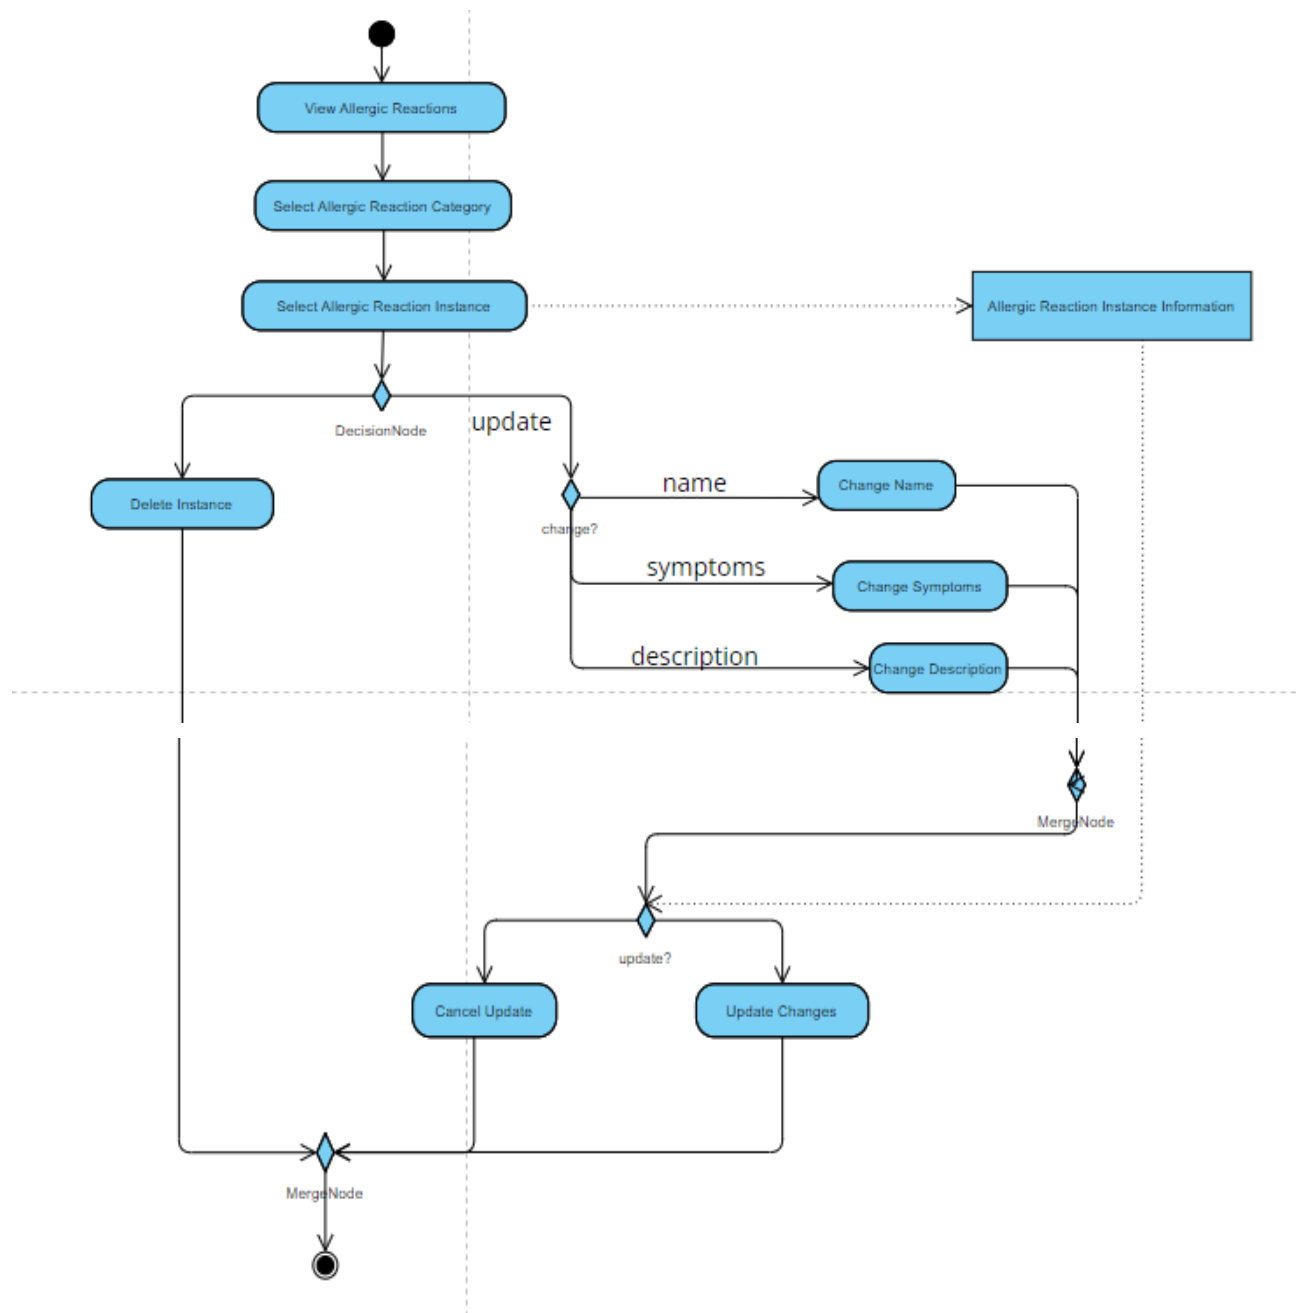 View Allergic Reactions
Select Allergic Reaction Category
Select Allergic Reaction Instance
Allergic Reaction Instance Information
DecisionNode
update
Delete Instance
change?
name
Change Name
symptoms
Change Symptoms
description
Change Description
MergeNode
update?
Cancel Update
Update Changes
MergeNode